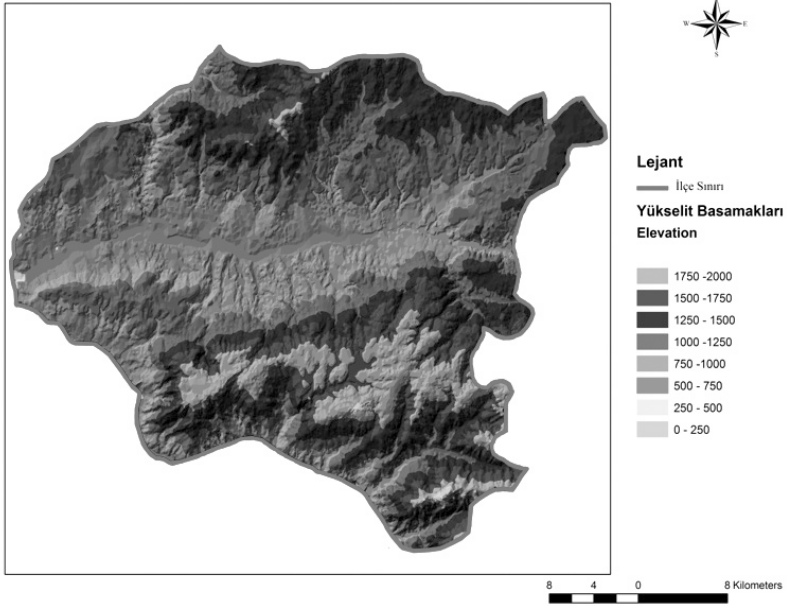 W E
S
Lejant
İlçe Sınırı
Yükselit Basamakları
Elevation
1750 -2000
1500 -1750
1250 - 1500
1000 -1250
750 -1000
500 - 750
250 - 500
0 - 250
8 4 0 8 Kilometers